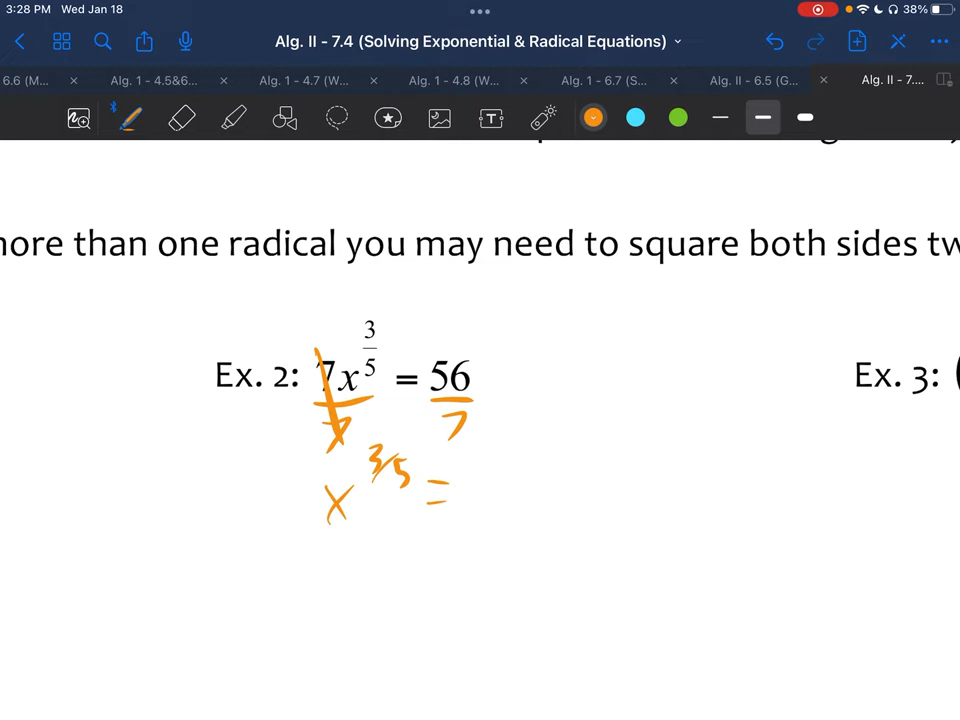 3:28 PM Wed Jan 18
38%
Alg. II - 7.4 (Solving Exponential & Radical Equations)
6.6 (M... Alg. 1 - 4.5&6... Alg. 1 - 4.7 (W... Alg. 1 - 4.8 (W... Alg. 1 - 6.7 (S... Alg. II - 6.5 (G... Alg. II - 7....
more than one radical you may need to square both sides tw
Ex. 2: 7x^(3/5) = 56
7 7
x^(3/5) =
Ex. 3: (